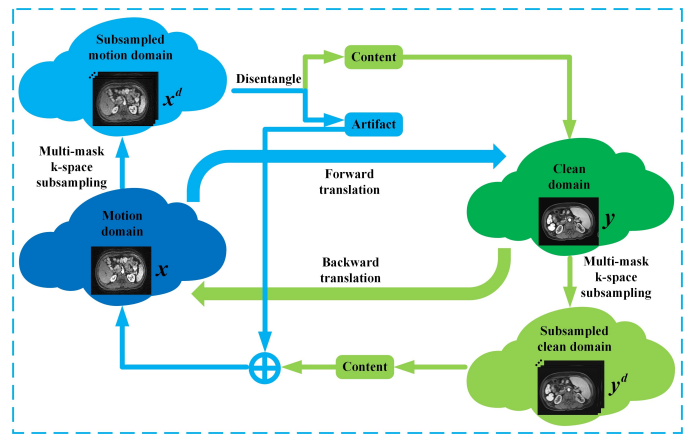 Subsampled
motion domain
x^d
Disentangle
Content
Artifact
Multi-mask
k-space
subsampling
Forward
translation
Clean
domain
y
Motion
domain
x
Backward
translation
Multi-mask
k-space
subsampling
Subsampled
clean domain
y^d
Content